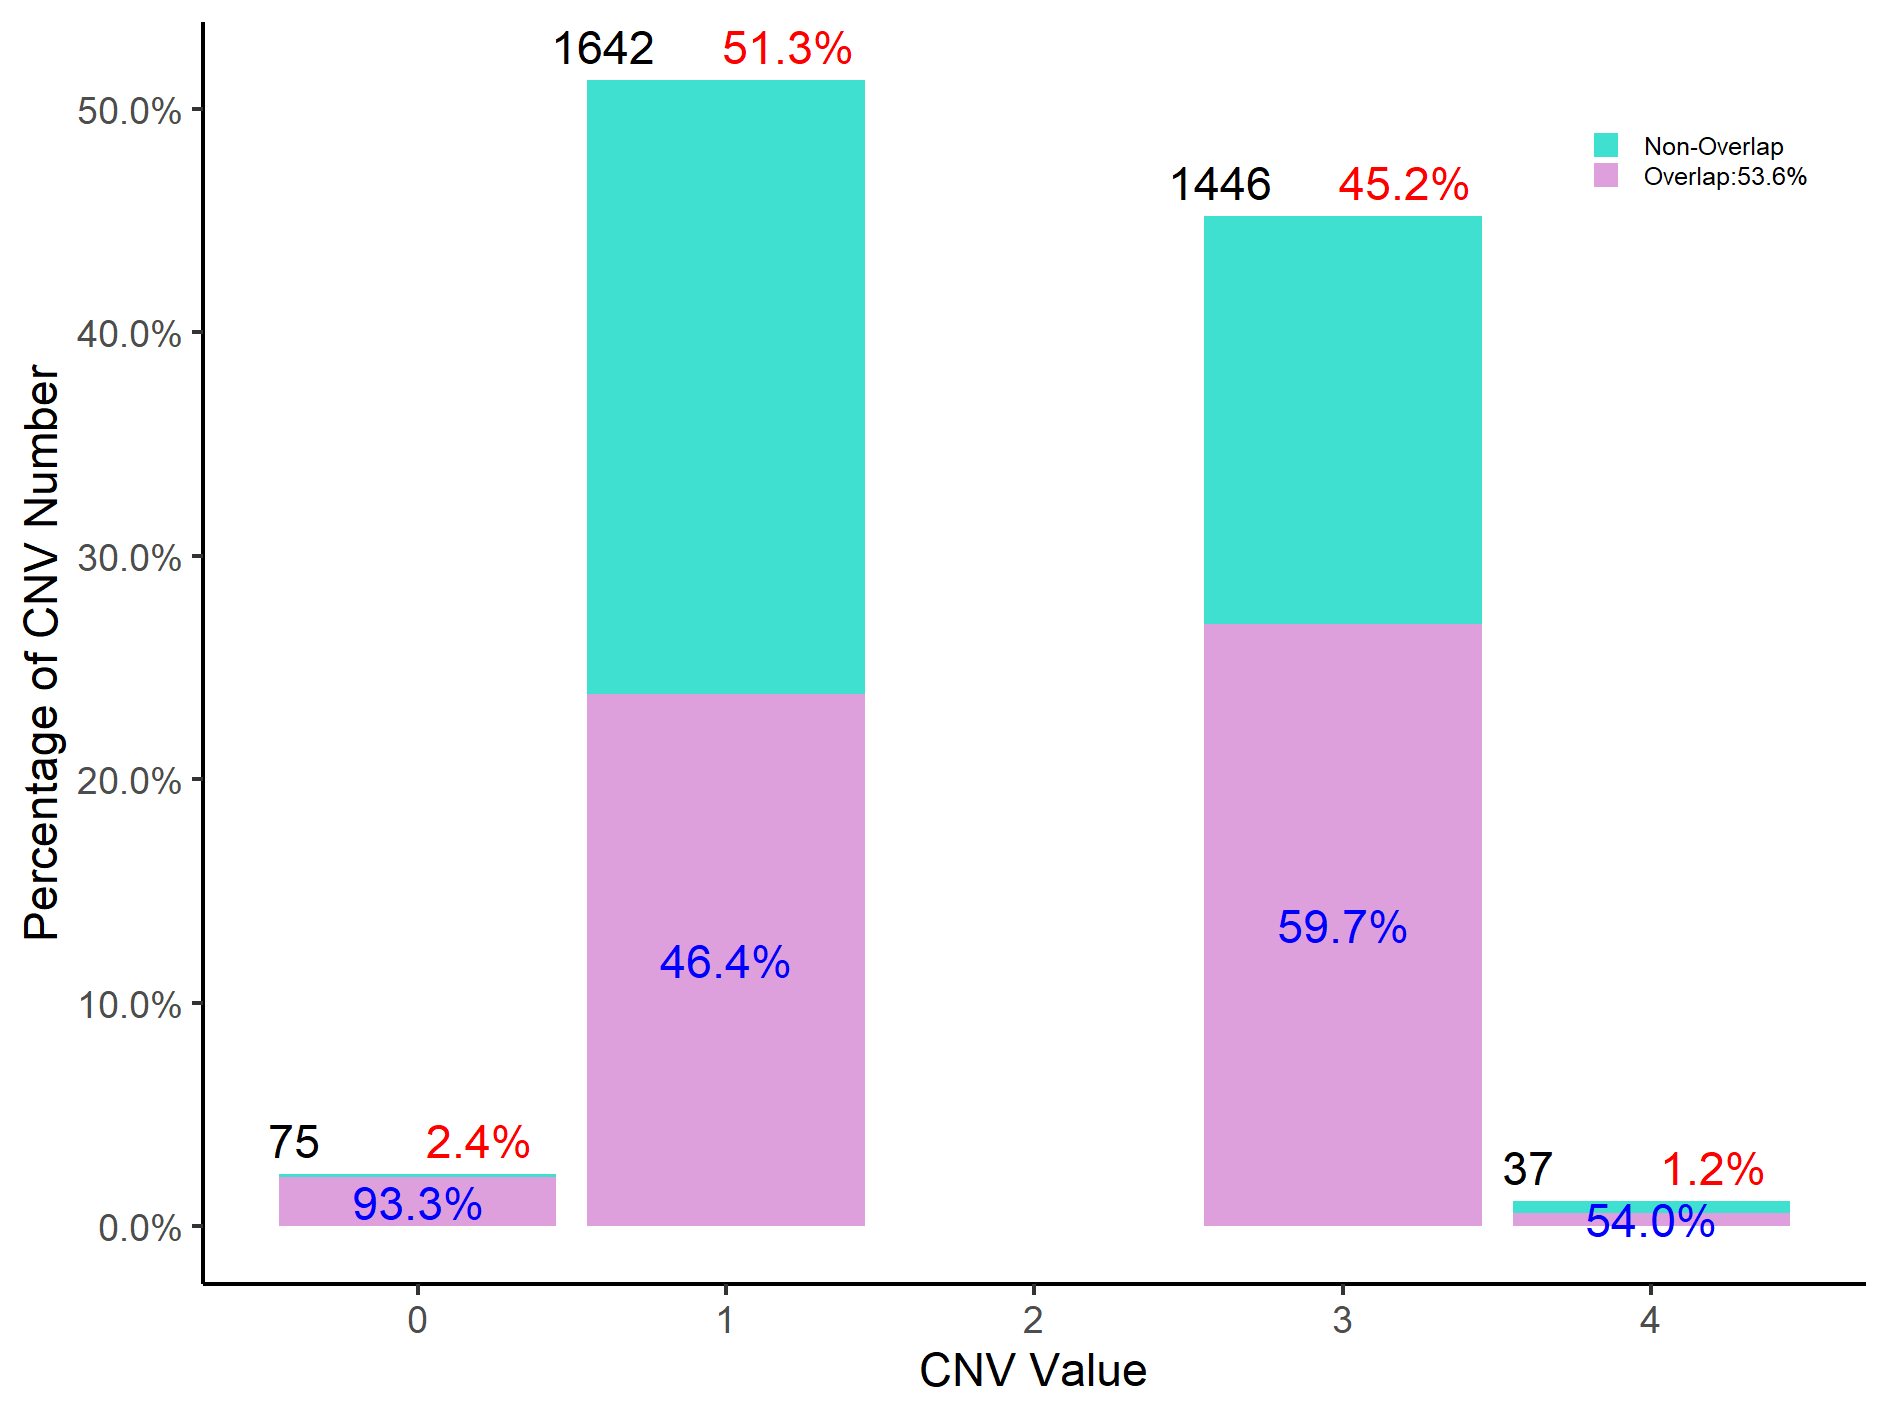 1642 51.3%
50.0%
Non-Overlap
Overlap:53.6%
1446 45.2%
40.0%
30.0%
20.0%
10.0%
0.0%
Percentage of CNV Number
59.7%
46.4%
75 2.4%
37 1.2%
93.3%
54.0%
0 1 2 3 4
CNV Value